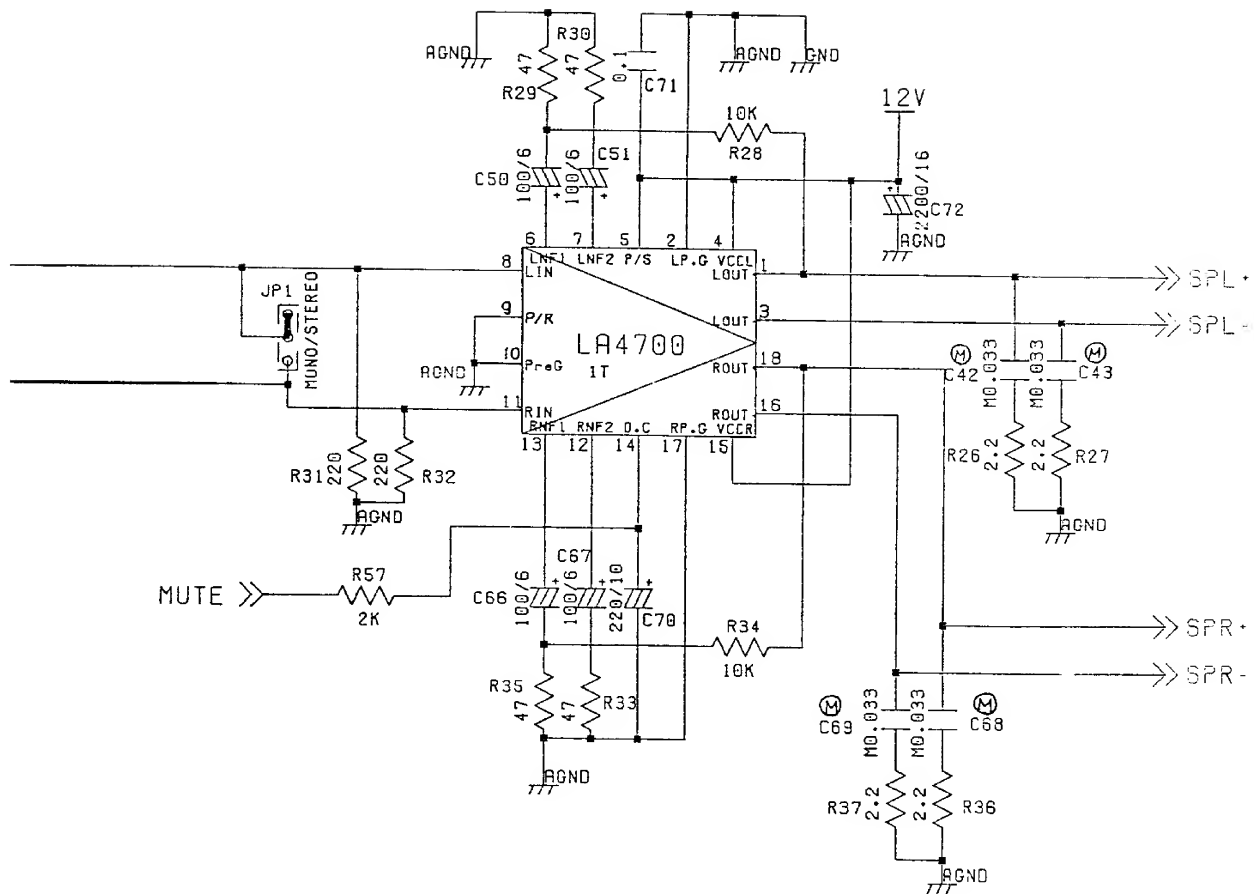 R30
AGND
47
47
R29
0.1
C71
AGND
GND
10K
R28
12V
C50
100/6
100/6
C51
2200/16
C72
AGND
6 7 5 2 4
LNF1 LNF2 P/S LP.G VCCL
8
LIN
LOUT
1
SPL+
JP1
MUNO/STEREO
9
P/R
LOUT
3
SPL-
LA4700
1T
AGND
10
PreG
ROUT
18
M
C42
M0.033
M0.033
M
C43
11
RIN
ROUT
16
RNF1 RNF2 D.C RP.G VCCR
13 12 14 17 15
R31
220
220
R32
AGND
R26
2.2
2.2
R27
AGND
MUTE
R57
2K
C66
100/6
C67
100/6
220/10
C70
R34
10K
SPR+
SPR-
R35
47
47
R33
AGND
M
C69
M0.033
M0.033
M
C68
R37
2.2
2.2
R36
AGND